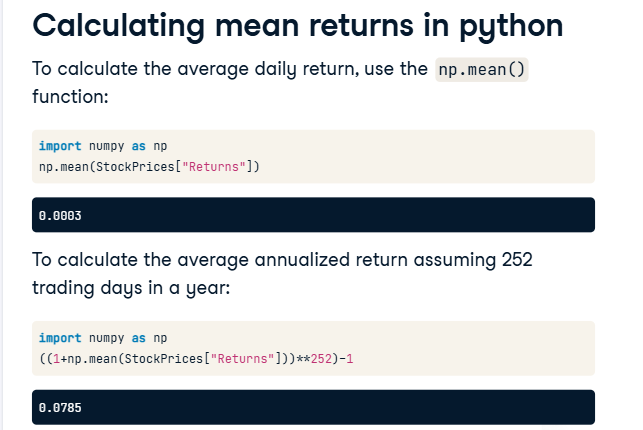 Calculating mean returns in python
To calculate the average daily return, use the np.mean()
function:
import numpy as np
np.mean(StockPrices["Returns"])
0.0003
To calculate the average annualized return assuming 252
trading days in a year:
import numpy as np
((1+np.mean(StockPrices["Returns"]))**252)-1
0.0785